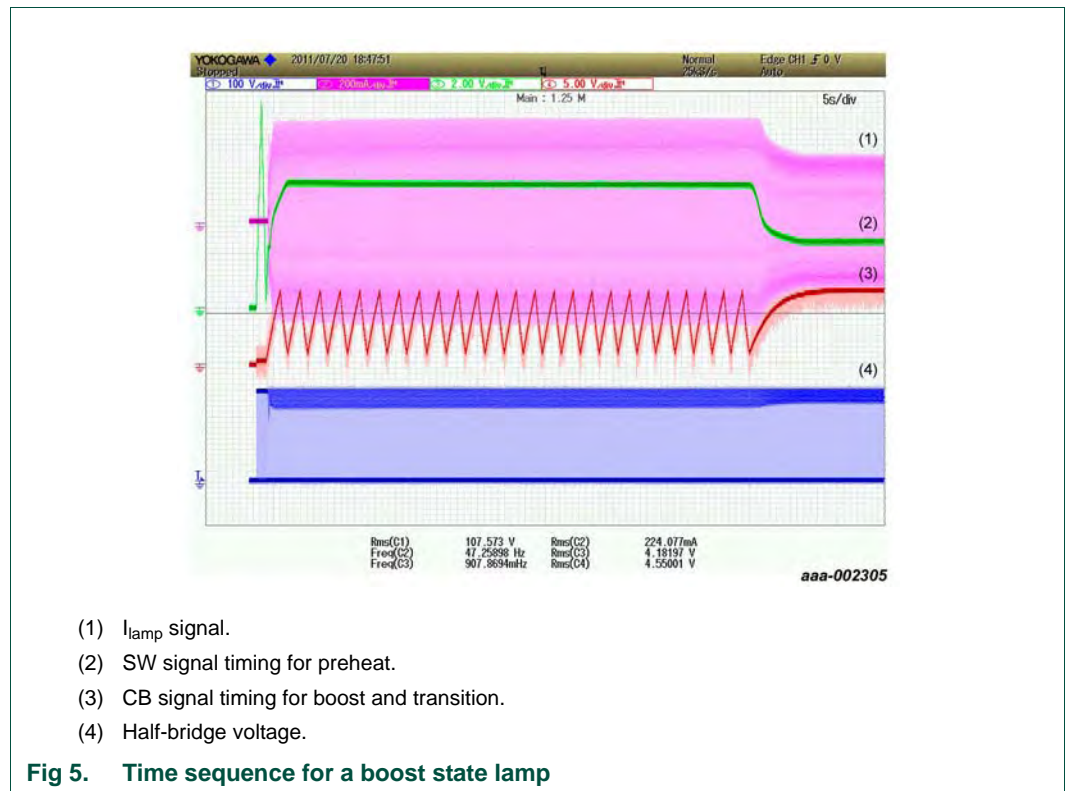 YOKOGAWA 2011/07/20 18:47:51 Normal Edge CH1 0 V
Stopped 25kS/s Auto
100 V/div 200mA/div 2.00 V/div 5.00 V/div
Main : 1.25 M 5s/div
(1)
(2)
(3)
(4)
Rms(C1) 107.573 V Rms(C2) 224.077mA
Freq(C2) 47.25898 Hz Rms(C3) 4.18197 V
Freq(C3) 907.8694mHz Rms(C4) 4.55001 V
aaa-002305
(1) Ilamp signal.
(2) SW signal timing for preheat.
(3) CB signal timing for boost and transition.
(4) Half-bridge voltage.
Fig 5. Time sequence for a boost state lamp